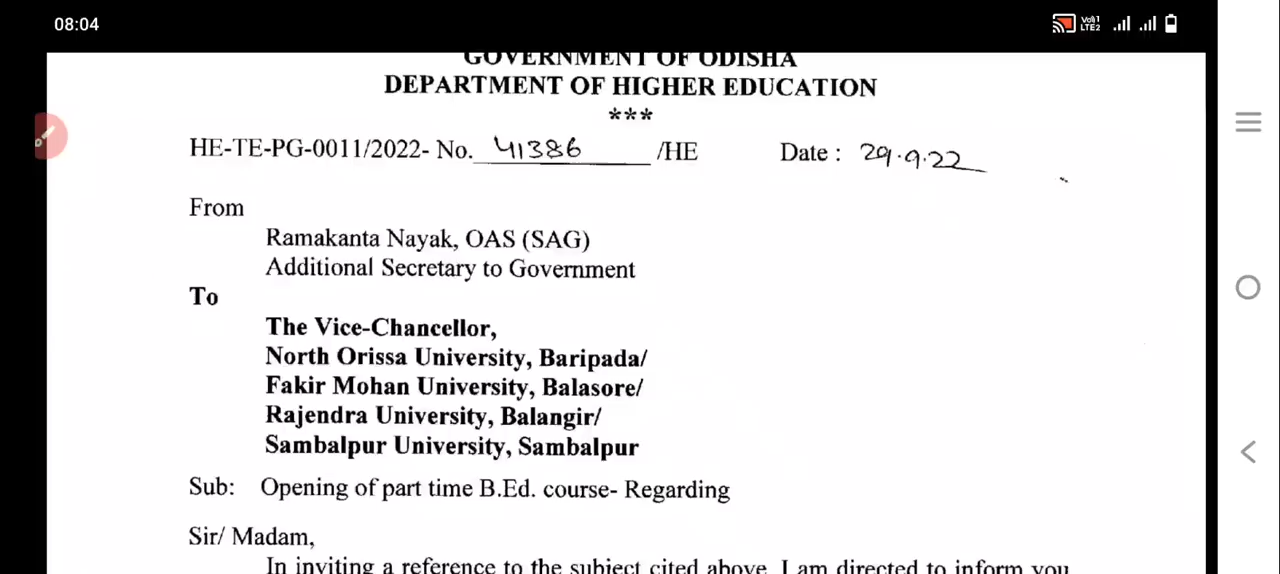 08:04
Vo1
LTE2
GOVERNMENT OF ODISHA
DEPARTMENT OF HIGHER EDUCATION
***
HE-TE-PG-0011/2022- No. 41386 /HE Date : 29.9.22
From
Ramakanta Nayak, OAS (SAG)
Additional Secretary to Government
To
The Vice-Chancellor,
North Orissa University, Baripada/
Fakir Mohan University, Balasore/
Rajendra University, Balangir/
Sambalpur University, Sambalpur
Sub: Opening of part time B.Ed. course- Regarding
Sir/ Madam,
In inviting a reference to the subject cited above, I am directed to inform you